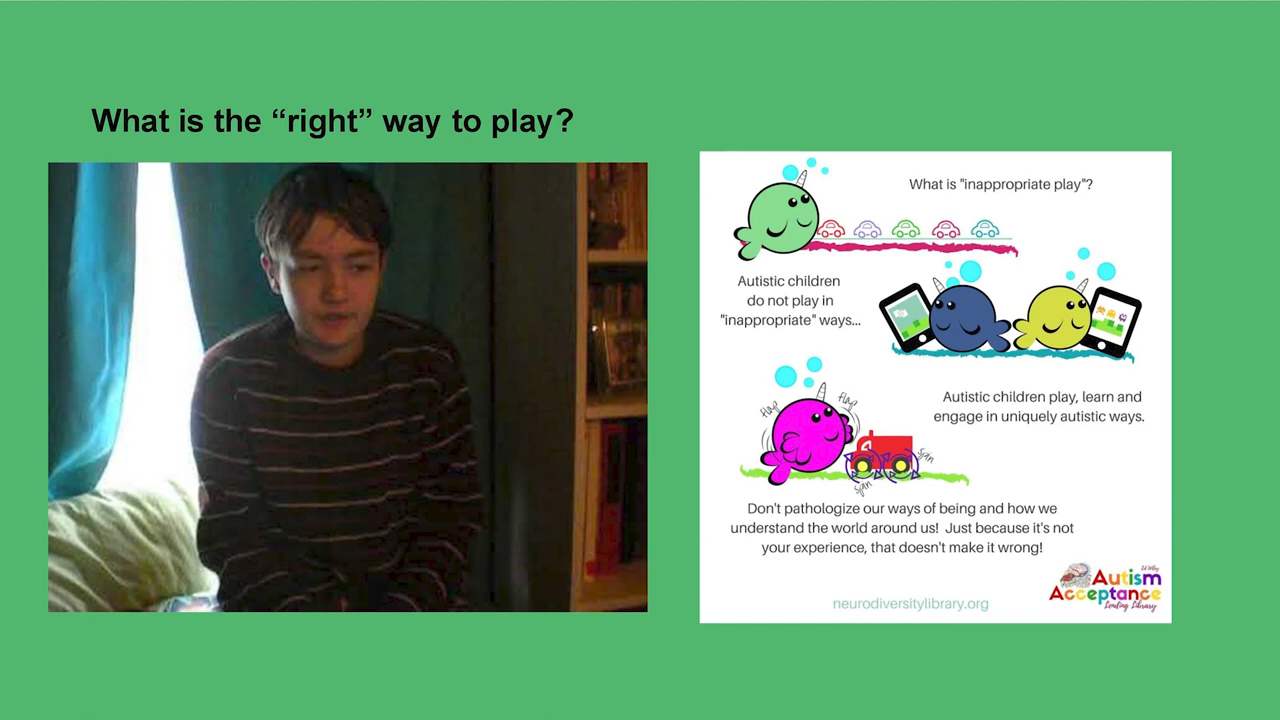 What is the “right” way to play?
What is "inappropriate play"?
Autistic children
do not play in
"inappropriate" ways...
Autistic children play, learn and
engage in uniquely autistic ways.
flap
flap
spin
spin
Don't pathologize our ways of being and how we
understand the world around us! Just because it's not
your experience, that doesn't make it wrong!
neurodiversitylibrary.org
Autism
Acceptance
Lending Library